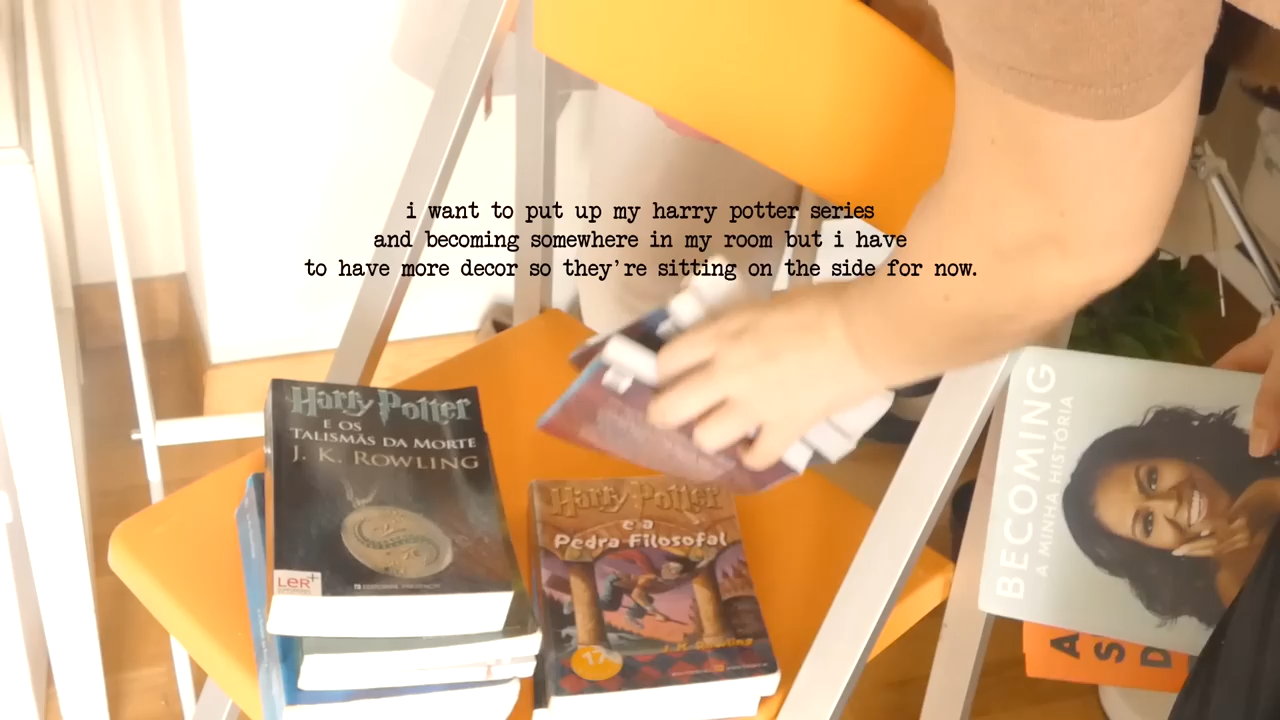 i want to put up my harry potter series
and becoming somewhere in my room but i have
to have more decor so they're sitting on the side for now.
Harry Potter
E OS
TALISMÃS DA MORTE
J. K. ROWLING
LER+
Harry Potter
e a
Pedra Filosofal
J. K. Rowling
17
BECOMING
A MINHA HISTÓRIA
A
S
D